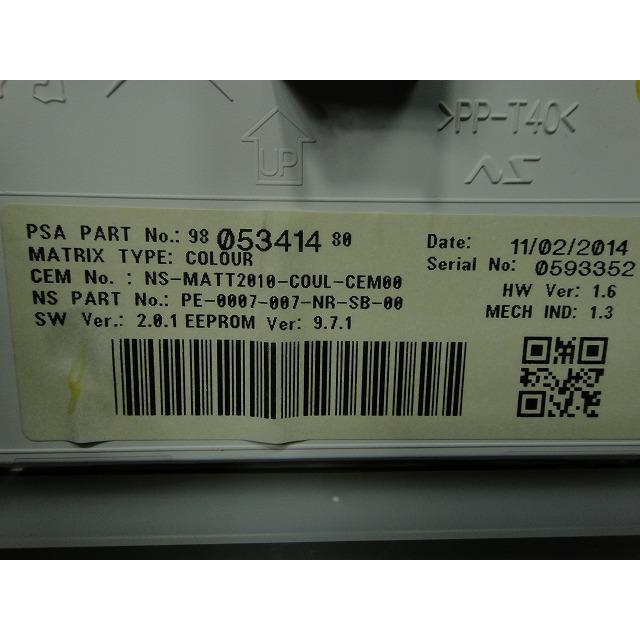 >PP-T40<
UP
PSA PART No.: 98 053414 80
MATRIX TYPE: COLOUR
CEM No. : NS-MATT2010-COUL-CEM00
NS PART No.: PE-0007-007-NR-SB-00
SW Ver.: 2.0.1 EEPROM Ver: 9.7.1
Date: 11/02/2014
Serial No: 0593352
HW Ver: 1.6
MECH IND: 1.3